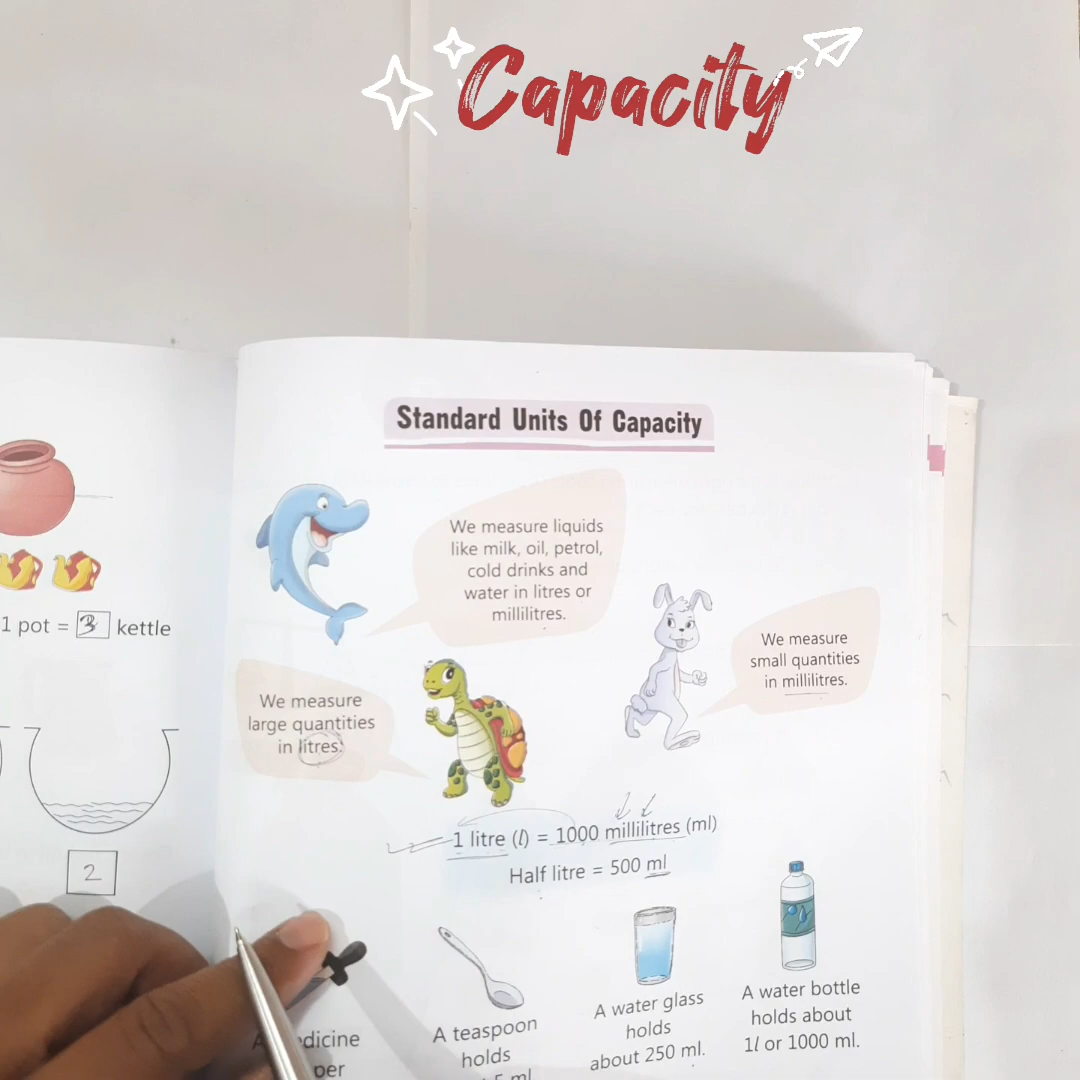 Capacity
1 pot = 3 kettle
2
Standard Units Of Capacity
We measure liquids
like milk, oil, petrol,
cold drinks and
water in litres or
millilitres.
We measure
small quantities
in millilitres.
We measure
large quantities
in litres.
1 litre (l) = 1000 millilitres (ml)
Half litre = 500 ml
A teaspoon
holds
5 ml
A water glass
holds
about 250 ml.
A water bottle
holds about
1l or 1000 ml.